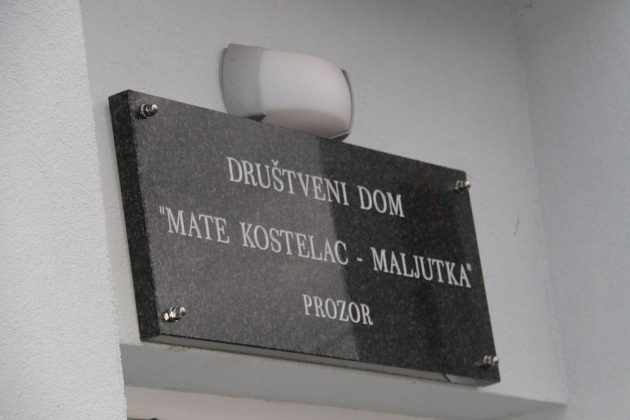 DRUŠTVENI DOM
"MATE KOSTELAC - MALJUTKA"
PROZOR